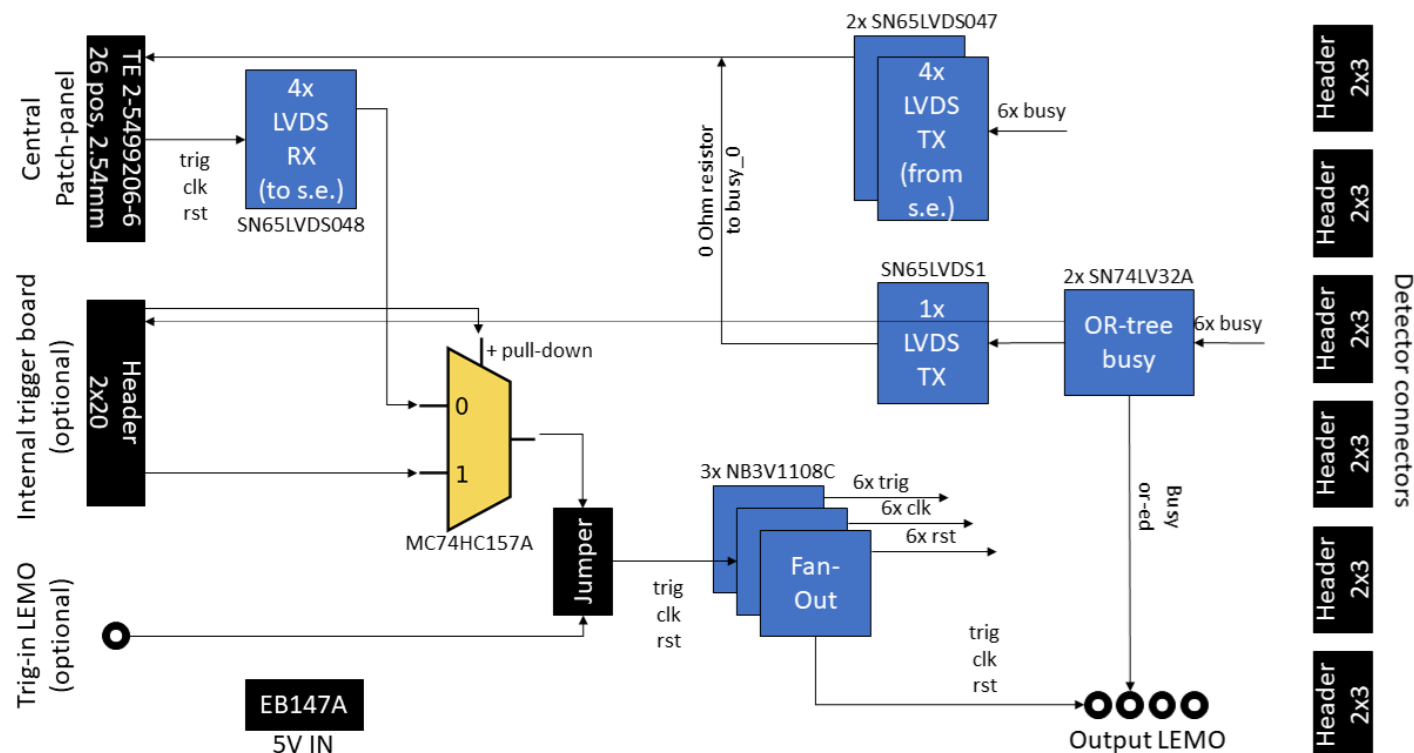 Central
Patch-panel
TE 2-5499206-6
26 pos, 2.54mm
trig
clk
rst
4x
LVDS
RX
(to s.e.)
SN65LVDS048
0 Ohm resistor
to busy_0
2x SN65LVDS047
4x
LVDS
TX
(from
s.e.)
6x busy
Internal trigger board
(optional)
Header
2x20
+ pull-down
0
1
MC74HC157A
SN65LVDS1
1x
LVDS
TX
2x SN74LV32A
OR-tree
busy
6x busy
Busy
or-ed
Trig-in LEMO
(optional)
Jumper
trig
clk
rst
3x NB3V1108C
Fan-
Out
6x trig
6x clk
6x rst
trig
clk
rst
EB147A
5V IN
Output LEMO
Header
2x3
Header
2x3
Header
2x3
Header
2x3
Header
2x3
Header
2x3
Detector connectors